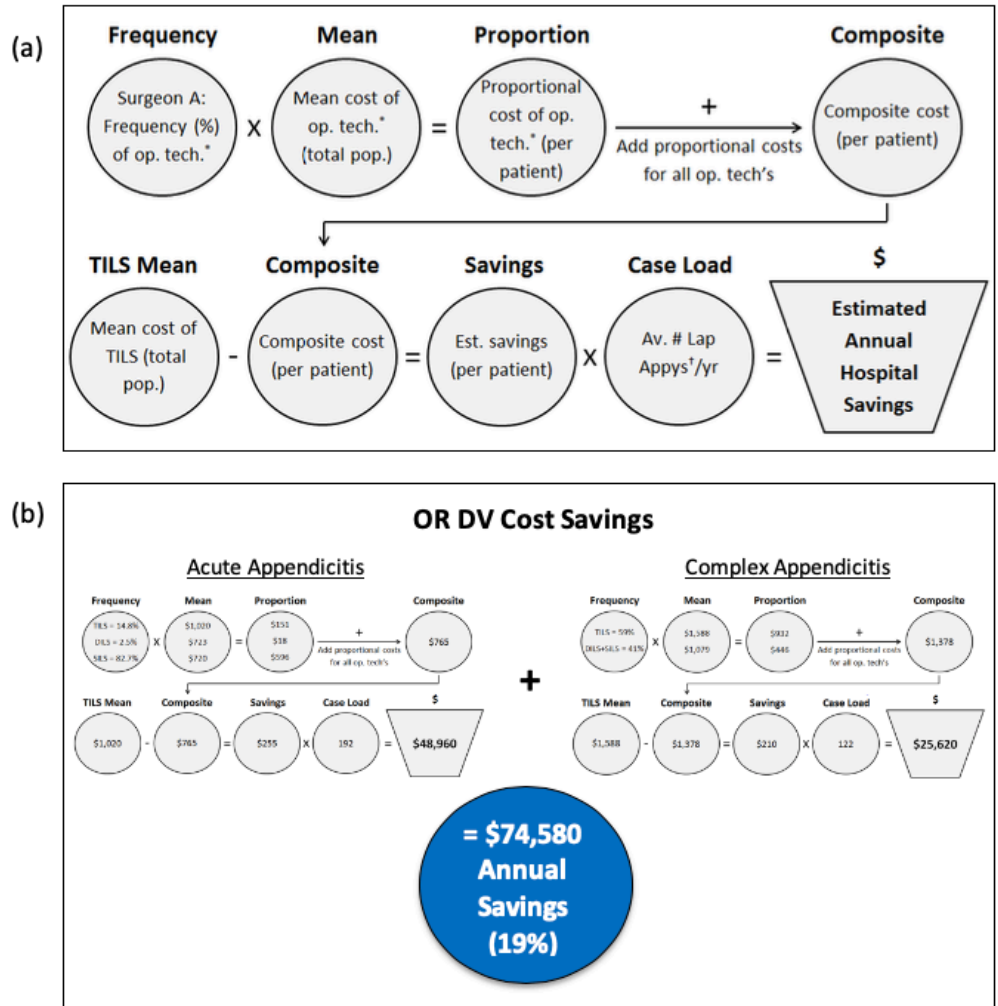 (a)
Frequency Mean Proportion Composite
Surgeon A:
Frequency (%)
of op. tech.*
X
Mean cost of
op. tech.*
(total pop.)
=
Proportional
cost of op.
tech.* (per
patient)
+
Add proportional costs
for all op. tech's
Composite cost
(per patient)
TILS Mean Composite Savings Case Load $
Mean cost of
TILS (total
pop.)
-
Composite cost
(per patient)
=
Est. savings
(per patient)
X
Av. # Lap
Appys†/yr
=
Estimated
Annual
Hospital
Savings
(b)
OR DV Cost Savings
Acute Appendicitis
Frequency Mean Proportion Composite
TILS = 14.8%
DILS = 2.5%
SILS = 82.7%
X
$1,020
$723
$720
=
$151
$18
$596
+
Add proportional costs
for all op. tech's
$765
TILS Mean Composite Savings Case Load $
$1,020 - $765 = $255 X 192 = $48,960
+
Complex Appendicitis
Frequency Mean Proportion Composite
TILS = 59%
DILS+SILS = 41%
X
$1,588
$1,079
=
$932
$446
+
Add proportional costs
for all op. tech's
$1,378
TILS Mean Composite Savings Case Load $
$1,588 - $1,378 = $210 X 122 = $25,620
= $74,580
Annual
Savings
(19%)